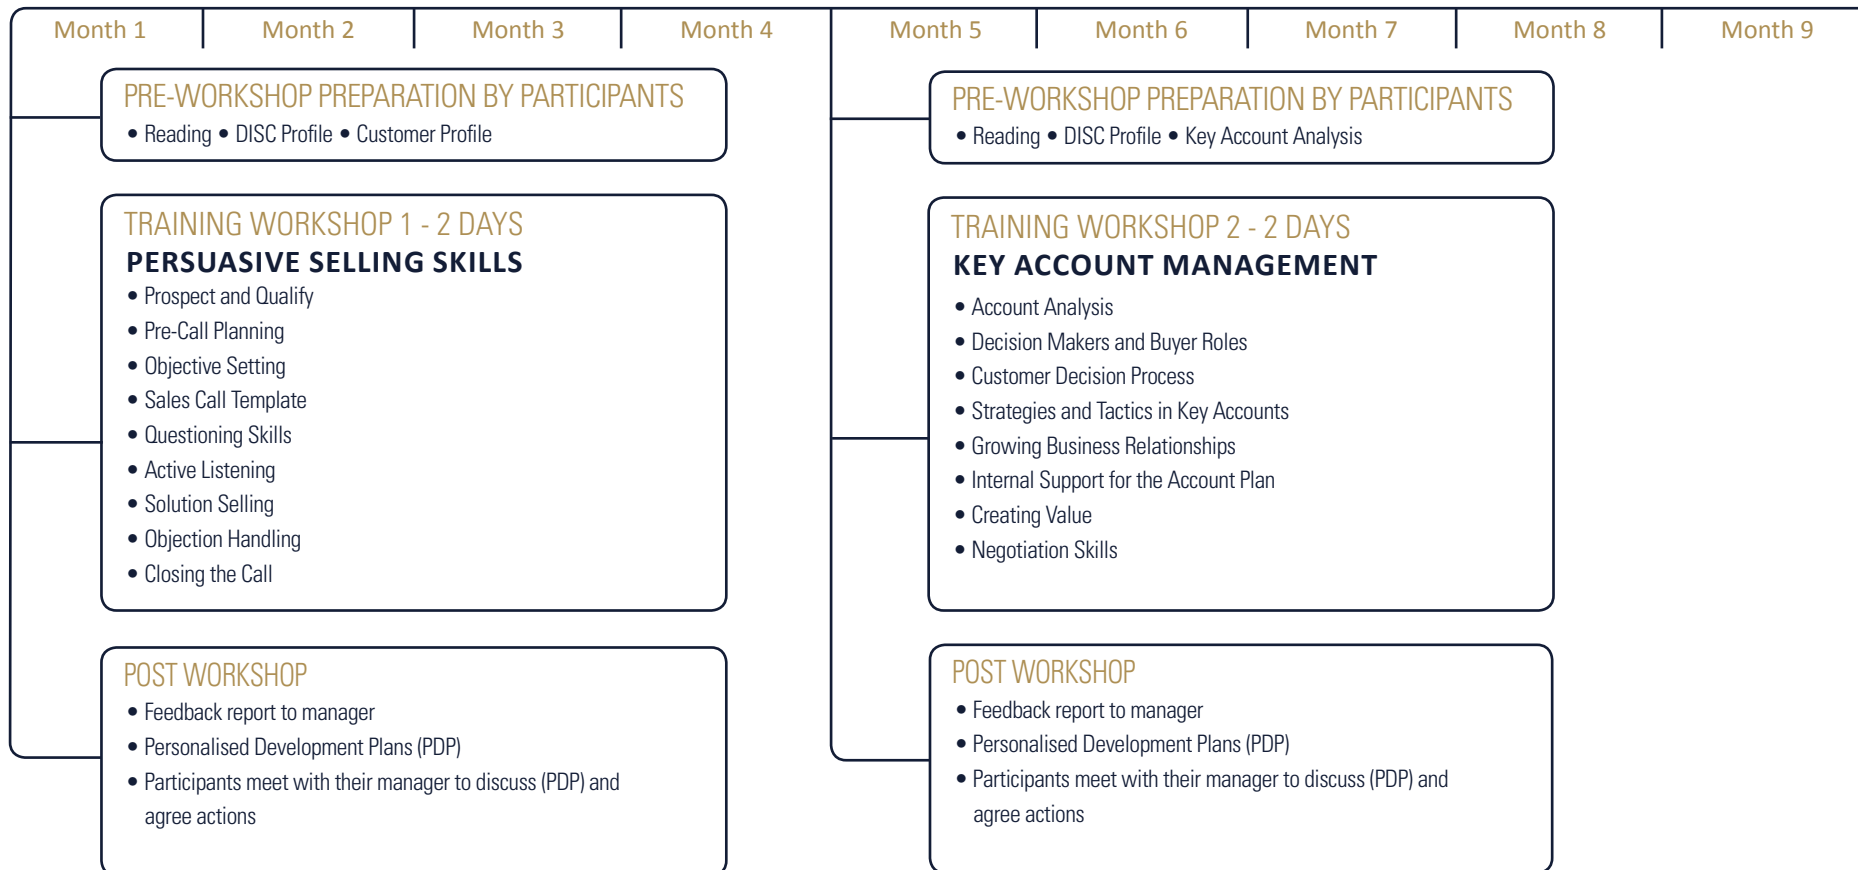 Month 1 Month 2 Month 3 Month 4 Month 5 Month 6 Month 7 Month 8 Month 9
PRE-WORKSHOP PREPARATION BY PARTICIPANTS
• Reading • DISC Profile • Customer Profile
TRAINING WORKSHOP 1 - 2 DAYS
PERSUASIVE SELLING SKILLS
• Prospect and Qualify
• Pre-Call Planning
• Objective Setting
• Sales Call Template
• Questioning Skills
• Active Listening
• Solution Selling
• Objection Handling
• Closing the Call
POST WORKSHOP
• Feedback report to manager
• Personalised Development Plans (PDP)
• Participants meet with their manager to discuss (PDP) and
agree actions
PRE-WORKSHOP PREPARATION BY PARTICIPANTS
• Reading • DISC Profile • Key Account Analysis
TRAINING WORKSHOP 2 - 2 DAYS
KEY ACCOUNT MANAGEMENT
• Account Analysis
• Decision Makers and Buyer Roles
• Customer Decision Process
• Strategies and Tactics in Key Accounts
• Growing Business Relationships
• Internal Support for the Account Plan
• Creating Value
• Negotiation Skills
POST WORKSHOP
• Feedback report to manager
• Personalised Development Plans (PDP)
• Participants meet with their manager to discuss (PDP) and
agree actions